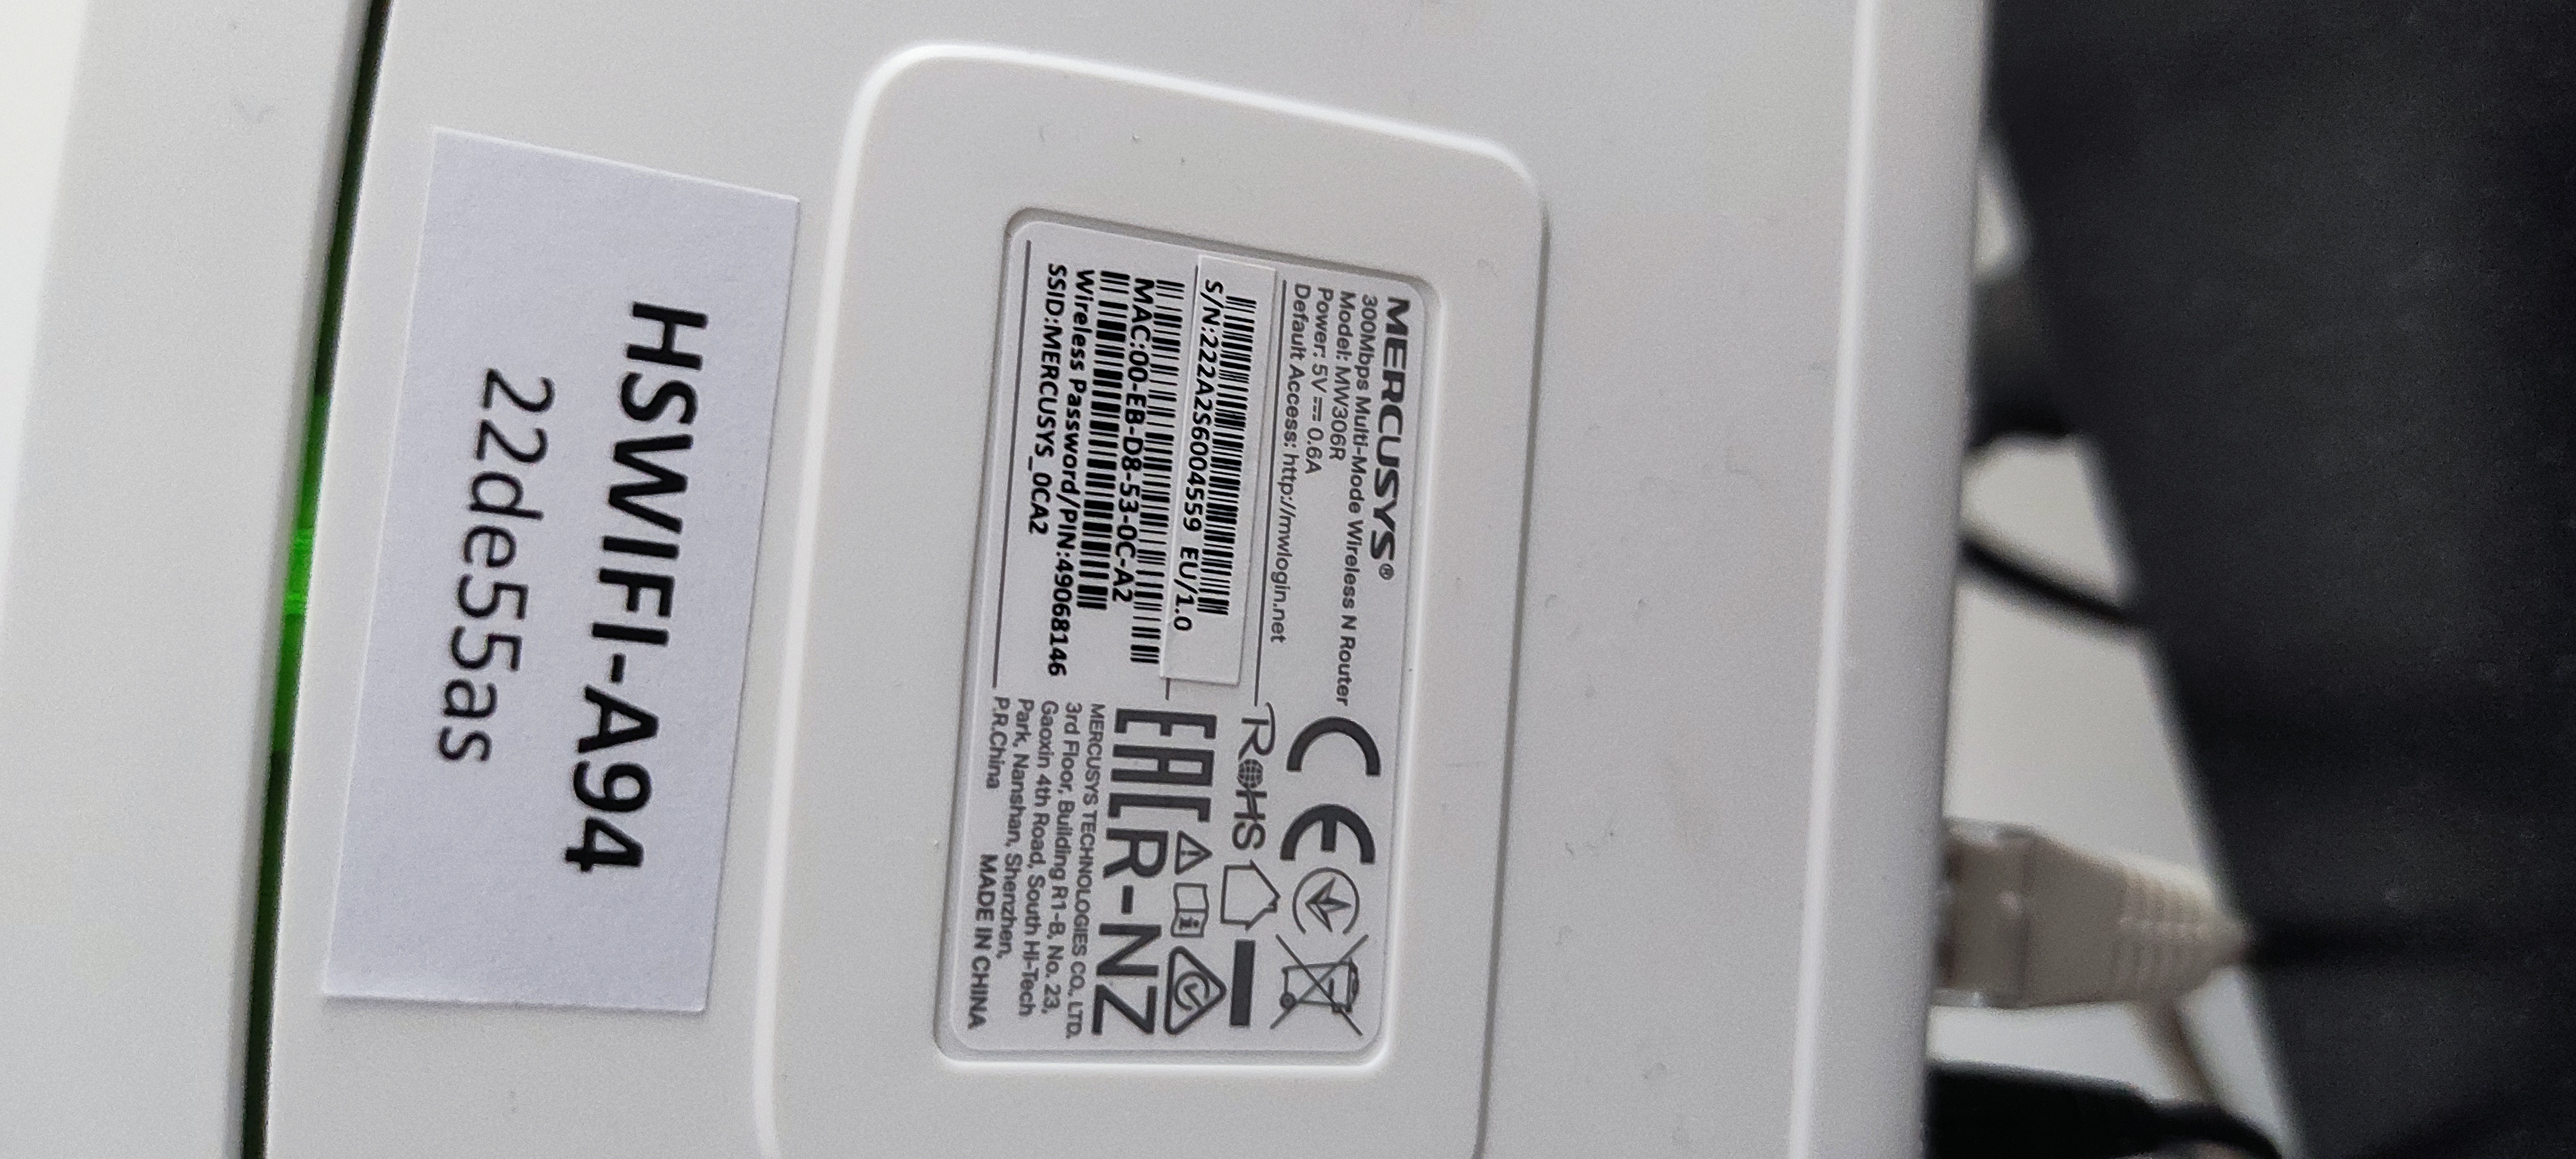 MERCUSYS®
300Mbps Multi-Mode Wireless N Router
Model: MW306R
Power: 5V⎓0.6A
Default Access: http://mwlogin.net
S/N:222A2S6004559 EU/1.0
MAC:00-EB-D8-53-0C-A2
Wireless Password/PIN:49068146
SSID:MERCUSYS_0CA2
CE
RoHS
EAC
R-NZ
MERCUSYS TECHNOLOGIES CO., LTD.
3rd Floor, Building R1-B, No. 23,
Gaoxin 4th Road, South Hi-Tech
Park, Nanshan, Shenzhen,
P.R.China MADE IN CHINA
HSWIFI-A94
22de55as